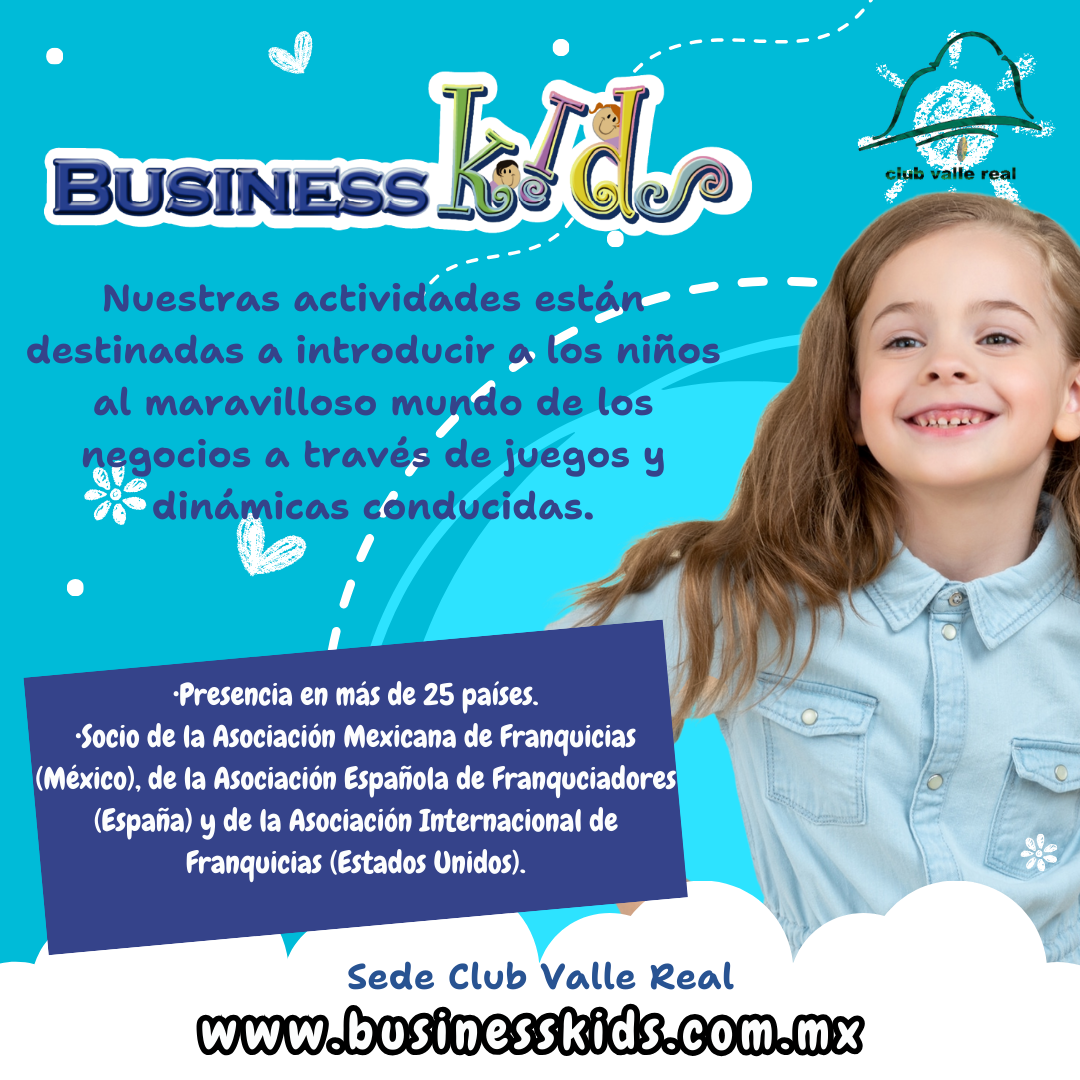 BUSINESS KIds
club valle real
Nuestras actividades están
destinadas a introducir a los niños
al maravilloso mundo de los
negocios a través de juegos y
dinámicas conducidas.
·Presencia en más de 25 países.
·Socio de la Asociación Mexicana de Franquicias
(México), de la Asociación Española de Franquciadores
(España) y de la Asociación Internacional de
Franquicias (Estados Unidos).
Sede Club Valle Real
www.businesskids.com.mx